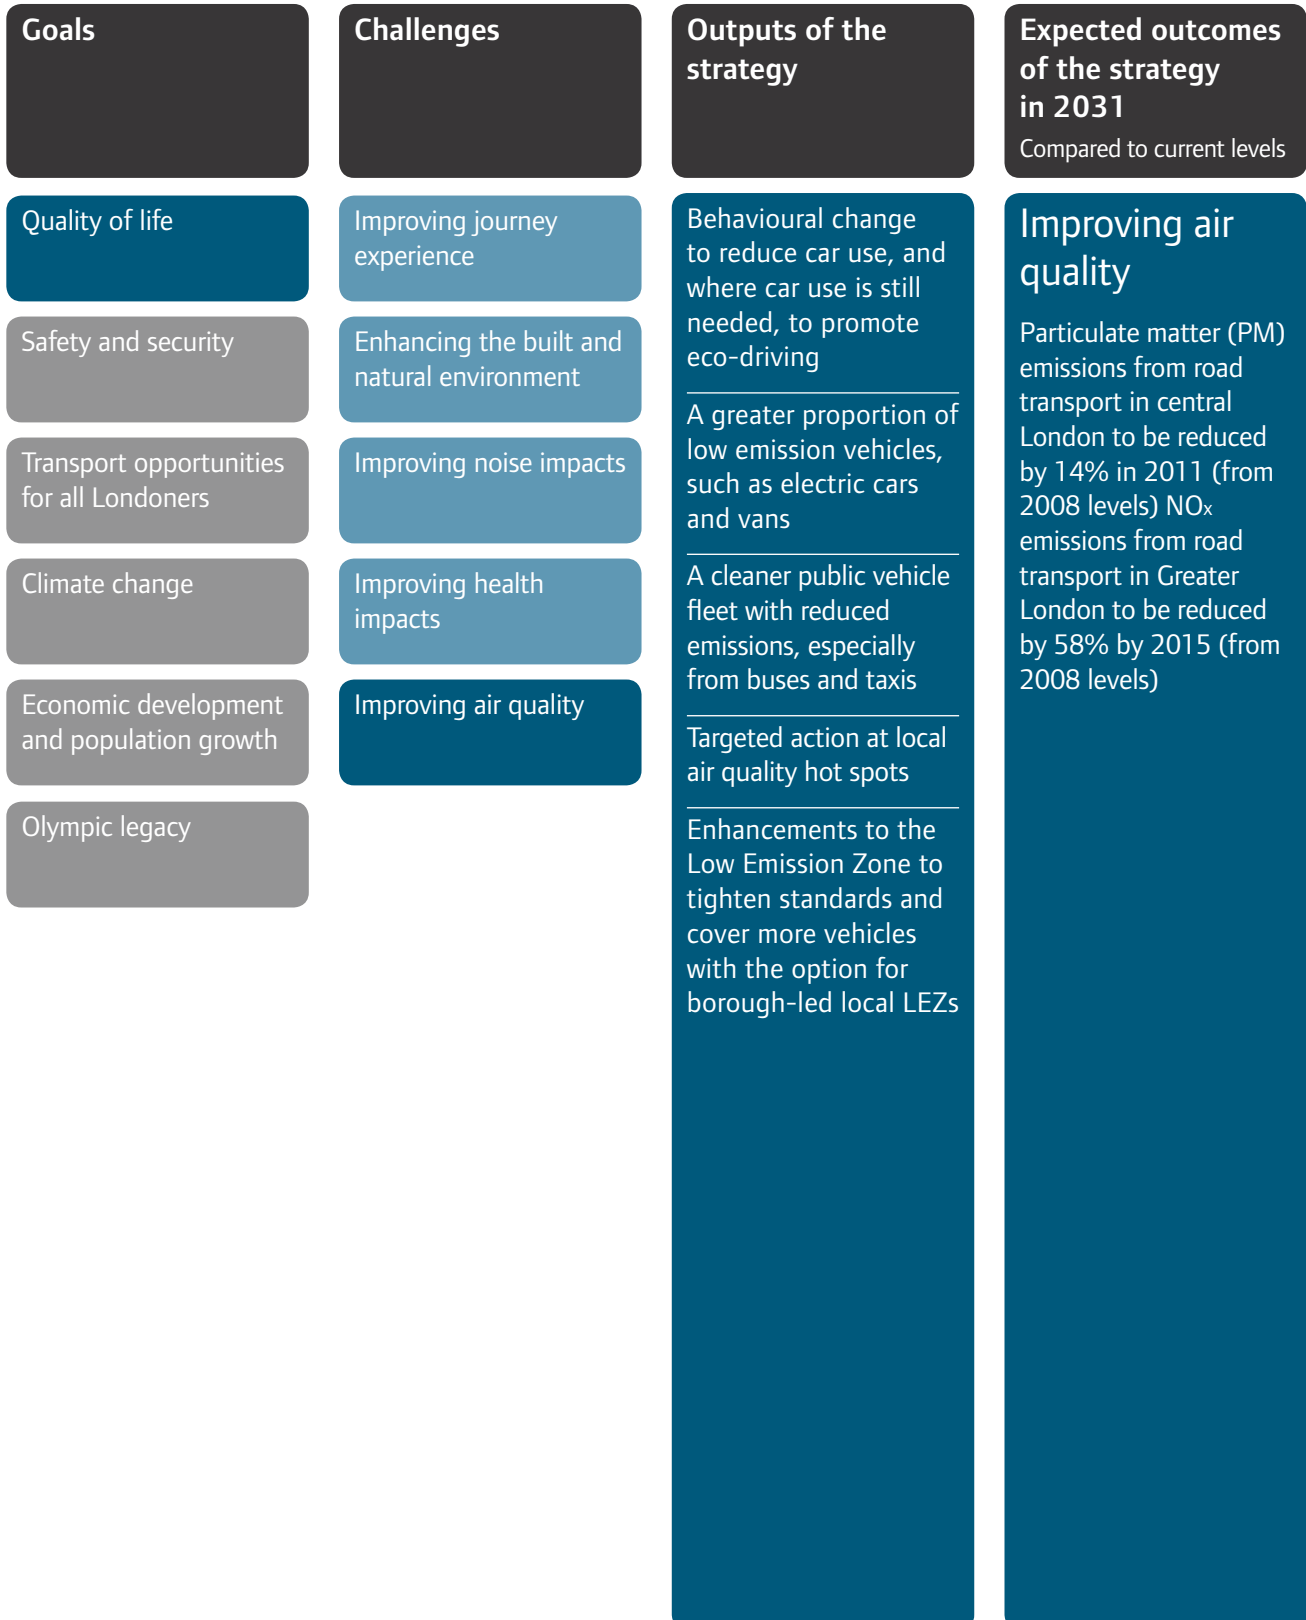 Goals
Challenges
Outputs of the
strategy
Expected outcomes
of the strategy
in 2031
Compared to current levels
Quality of life
Safety and security
Transport opportunities
for all Londoners
Climate change
Economic development
and population growth
Olympic legacy
Improving journey
experience
Enhancing the built and
natural environment
Improving noise impacts
Improving health
impacts
Improving air quality
Behavioural change
to reduce car use, and
where car use is still
needed, to promote
eco-driving
A greater proportion of
low emission vehicles,
such as electric cars
and vans
A cleaner public vehicle
fleet with reduced
emissions, especially
from buses and taxis
Targeted action at local
air quality hot spots
Enhancements to the
Low Emission Zone to
tighten standards and
cover more vehicles
with the option for
borough-led local LEZs
Improving air
quality
Particulate matter (PM)
emissions from road
transport in central
London to be reduced
by 14% in 2011 (from
2008 levels) NOx
emissions from road
transport in Greater
London to be reduced
by 58% by 2015 (from
2008 levels)